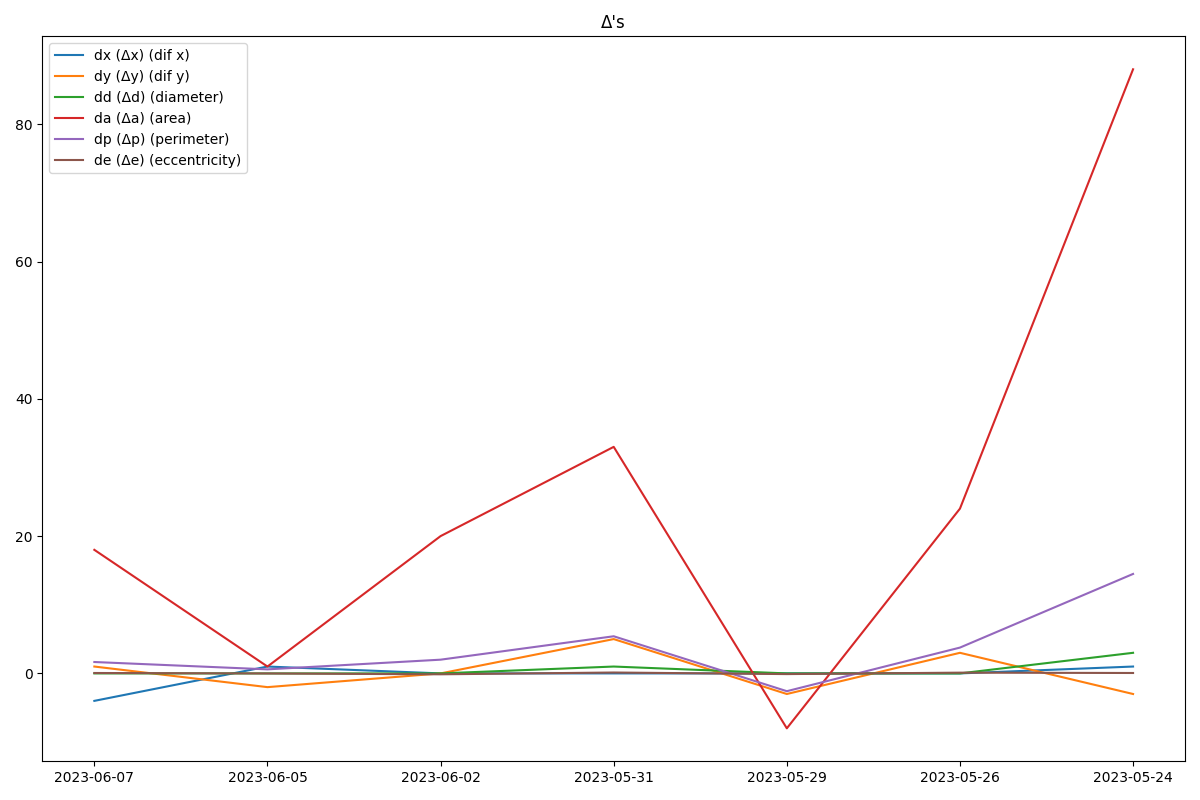 Δ's
dx (Δx) (dif x)
dy (Δy) (dif y)
dd (Δd) (diameter)
da (Δa) (area)
dp (Δp) (perimeter)
de (Δe) (eccentricity)
80
60
40
20
0
2023-06-07 2023-06-05 2023-06-02 2023-05-31 2023-05-29 2023-05-26 2023-05-24